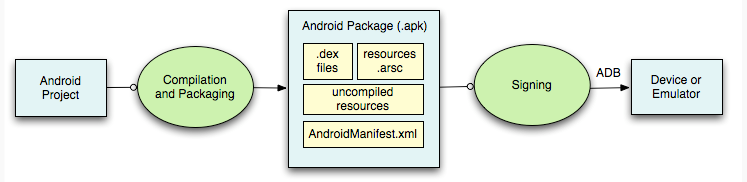 Android
Project
Compilation
and Packaging
Android Package (.apk)
.dex
files
resources
.arsc
uncompiled
resources
AndroidManifest.xml
Signing
ADB
Device or
Emulator